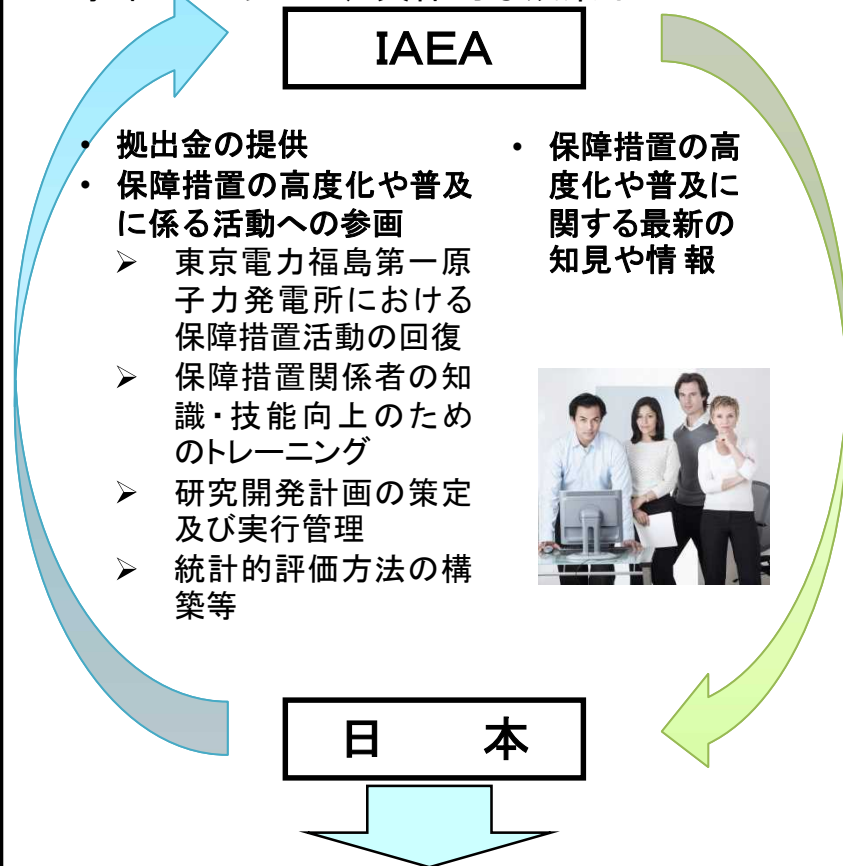 IAEA
• 拠出金の提供
• 保障措置の高度化や普及
に係る活動への参画
➢ 東京電力福島第一原
子力発電所における
保障措置活動の回復
➢ 保障措置関係者の知
識・技能向上のため
のトレーニング
➢ 研究開発計画の策定
及び実行管理
➢ 統計的評価方法の構
築等
• 保障措置の高
度化や普及に
関する最新の
知見や情報
日 本